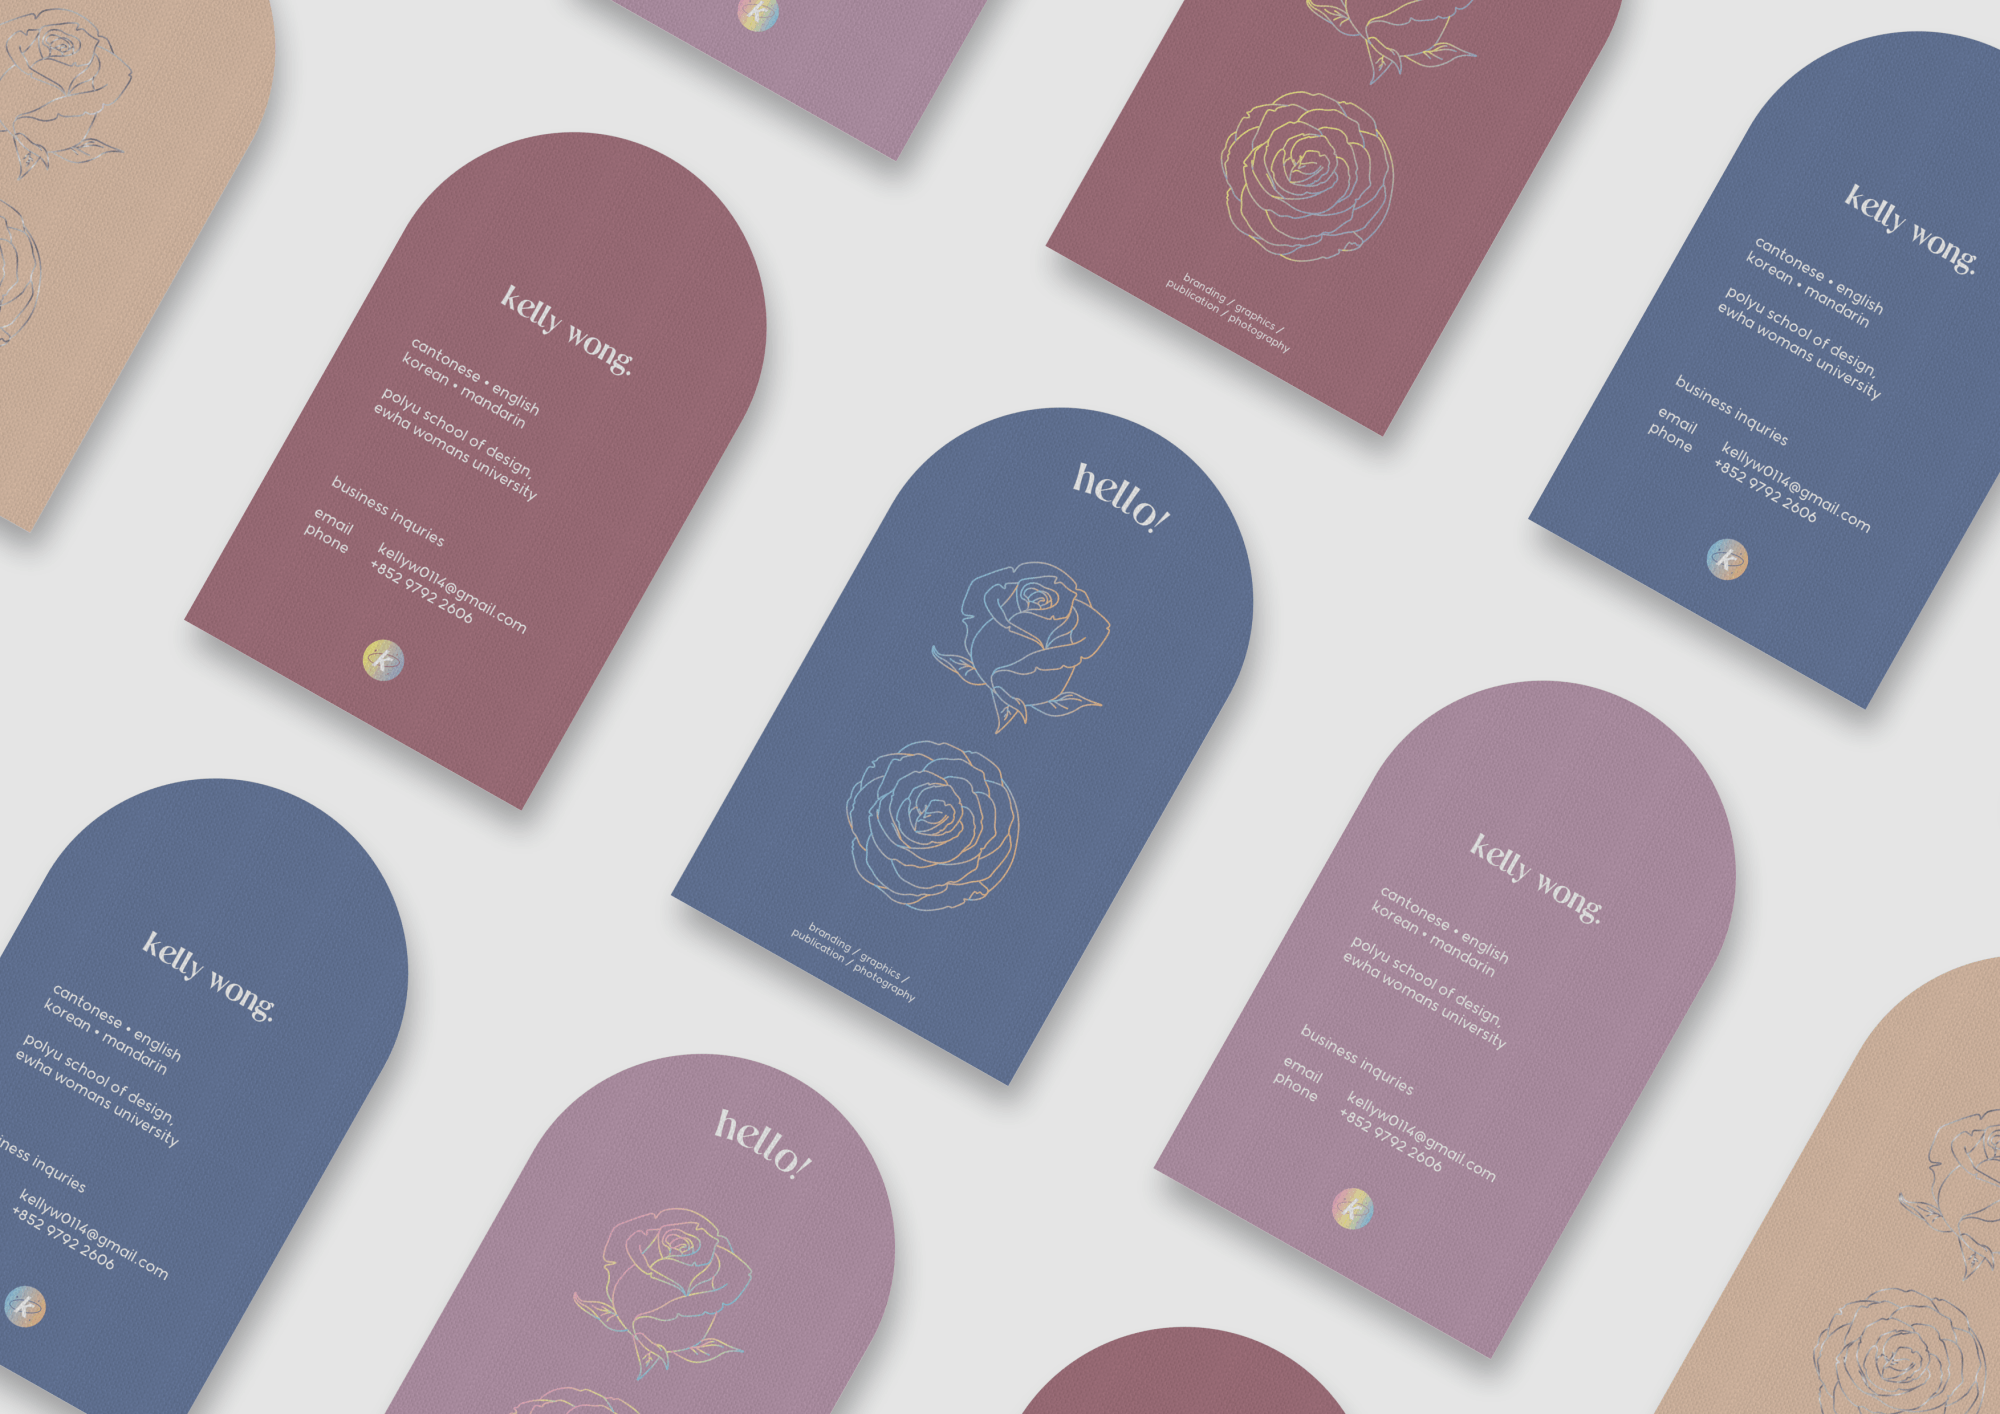 kelly wong.
cantonese • english
korean • mandarin
polyu school of design,
ewha womans university
business inquries
email kellyw0114@gmail.com
phone +852 9792 2606
k
branding / graphics /
publication / photography
kelly wong.
cantonese • english
korean • mandarin
polyu school of design,
ewha womans university
business inquries
email kellyw0114@gmail.com
phone +852 9792 2606
k
hello!
branding / graphics /
publication / photography
kelly wong.
cantonese • english
korean • mandarin
polyu school of design,
ewha womans university
business inquries
email kellyw0114@gmail.com
phone +852 9792 2606
k
kelly wong.
cantonese • english
korean • mandarin
polyu school of design,
ewha womans university
inquries
kellyw0114@gmail.com
+852 9792 2606
k
hello!
k